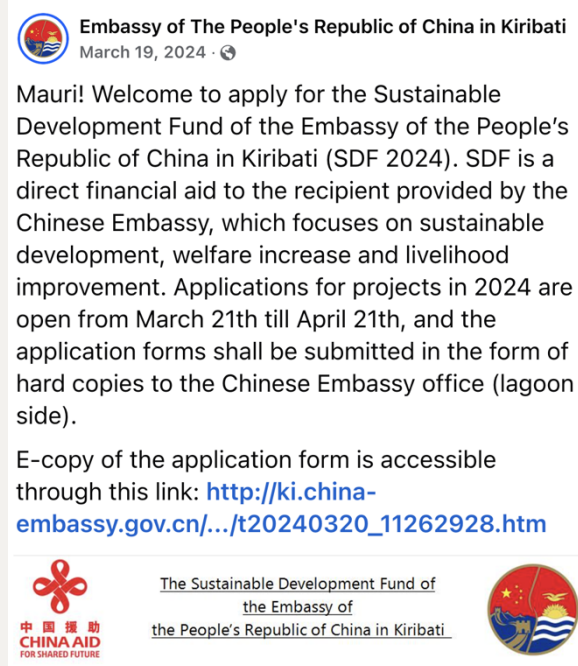 Embassy of The People's Republic of China in Kiribati
March 19, 2024 ·
Mauri! Welcome to apply for the Sustainable
Development Fund of the Embassy of the People's
Republic of China in Kiribati (SDF 2024). SDF is a
direct financial aid to the recipient provided by the
Chinese Embassy, which focuses on sustainable
development, welfare increase and livelihood
improvement. Applications for projects in 2024 are
open from March 21th till April 21th, and the
application forms shall be submitted in the form of
hard copies to the Chinese Embassy office (lagoon
side).
E-copy of the application form is accessible
through this link: http://ki.china-
embassy.gov.cn/.../t20240320_11262928.htm
中国援助
CHINA AID
FOR SHARED FUTURE
The Sustainable Development Fund of
the Embassy of
the People's Republic of China in Kiribati